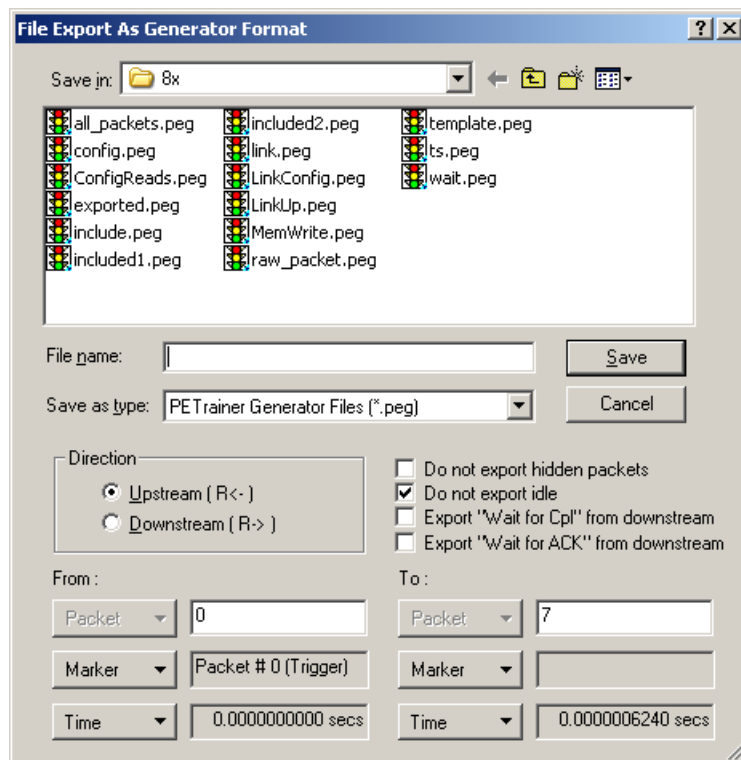 File Export As Generator Format
Save in: 8x
all_packets.peg included2.peg template.peg
config.peg link.peg ts.peg
ConfigReads.peg LinkConfig.peg wait.peg
exported.peg LinkUp.peg
include.peg MemWrite.peg
included1.peg raw_packet.peg
File name: Save
Save as type: PETrainer Generator Files (*.peg) Cancel
Direction
Upstream ( R<- )
Downstream ( R-> )
Do not export hidden packets
Do not export idle
Export "Wait for Cpl" from downstream
Export "Wait for ACK" from downstream
From : To :
Packet 0 Packet 7
Marker Packet # 0 (Trigger) Marker
Time 0.0000000000 secs Time 0.0000006240 secs